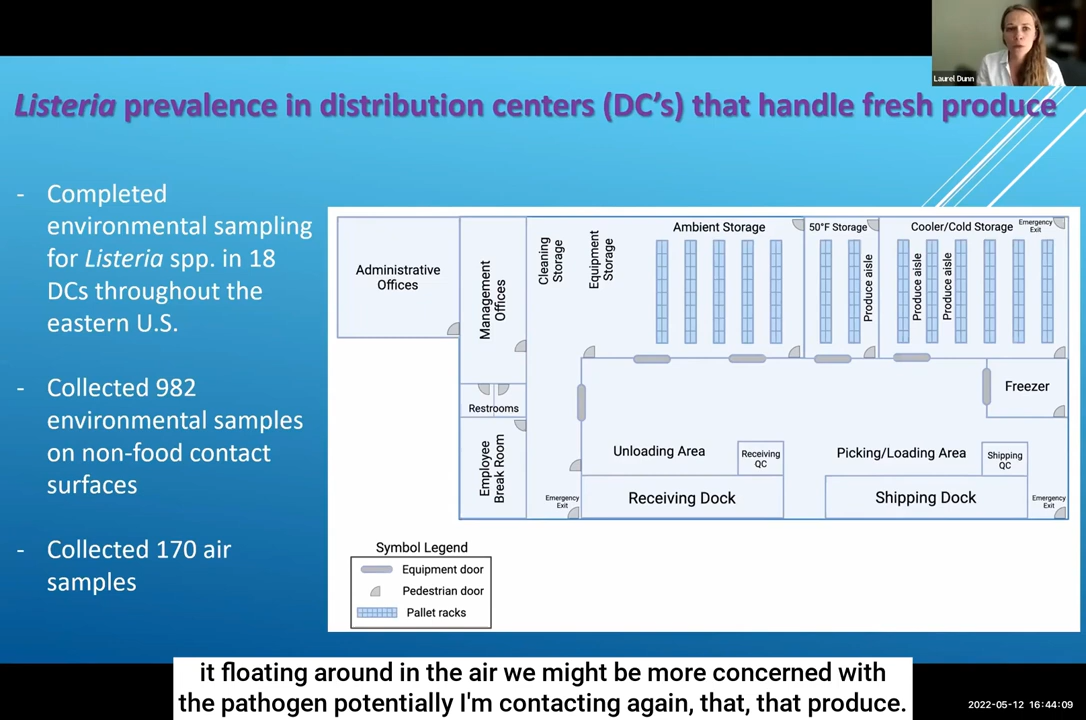 Laurel Dunn
Listeria prevalence in distribution centers (DC's) that handle fresh produce
- Completed
environmental sampling
for Listeria spp. in 18
DCs throughout the
eastern U.S.
- Collected 982
environmental samples
on non-food contact
surfaces
- Collected 170 air
samples
Administrative
Offices
Management
Offices
Restrooms
Employee
Break Room
Cleaning
Storage
Equipment
Storage
Ambient Storage
50°F Storage
Produce aisle
Cooler/Cold Storage
Emergency
Exit
Produce aisle
Produce aisle
Freezer
Unloading Area
Receiving
QC
Picking/Loading Area
Shipping
QC
Emergency
Exit
Receiving Dock
Shipping Dock
Emergency
Exit
Symbol Legend
Equipment door
Pedestrian door
Pallet racks
it floating around in the air we might be more concerned with
the pathogen potentially I'm contacting again, that, that produce.
2022-05-12 16:44:09